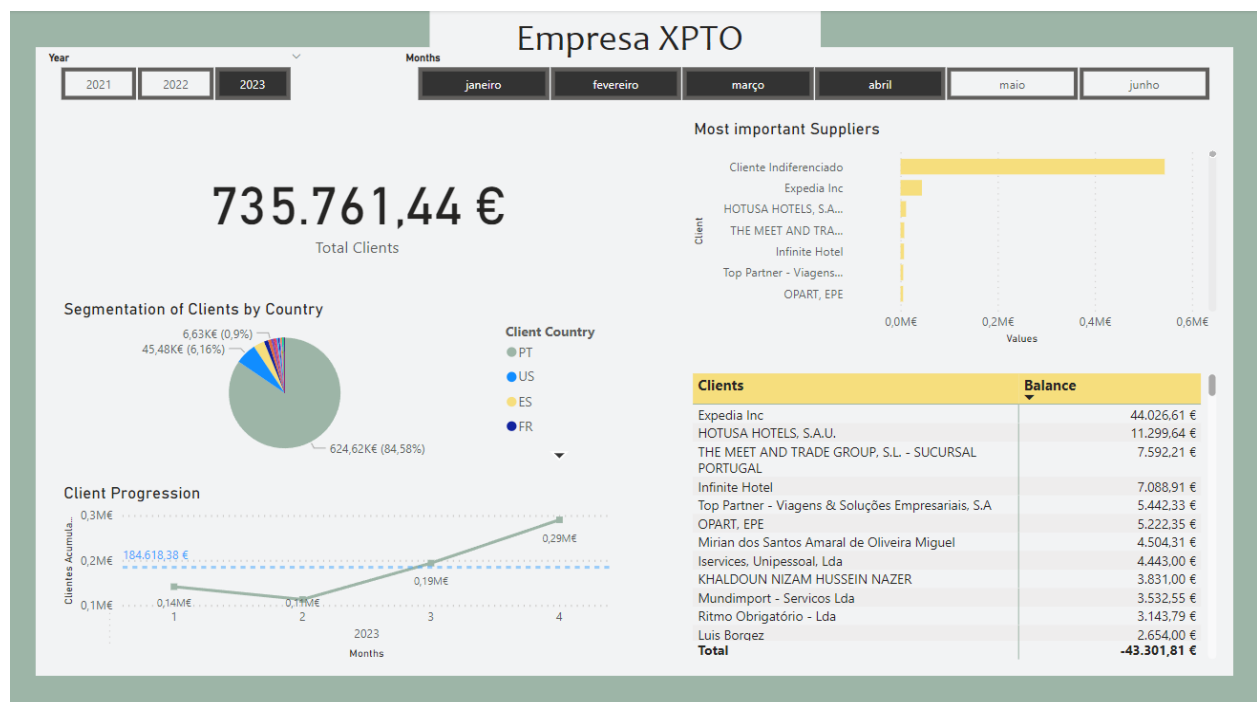 Empresa XPTO
Year
Months
2021
2022
2023
janeiro
fevereiro
março
abril
maio
junho
735.761,44 €
Total Clients
Most important Suppliers
Client
Cliente Indiferenciado
Expedia Inc
HOTUSA HOTELS, S.A...
THE MEET AND TRA...
Infinite Hotel
Top Partner - Viagens...
OPART, EPE
0,0M€
0,2M€
0,4M€
0,6M€
Values
Segmentation of Clients by Country
6,63K€ (0,9%)
45,48K€ (6,16%)
624,62K€ (84,58%)
Client Country
PT
US
ES
FR
Client Progression
Clientes Acumula...
0,3M€
0,2M€
0,1M€
184.618,38 €
0,14M€
0,11M€
0,19M€
0,29M€
1
2
3
4
2023
Months
Clients Balance
Expedia Inc 44.026,61 €
HOTUSA HOTELS, S.A.U. 11.299,64 €
THE MEET AND TRADE GROUP, S.L. - SUCURSAL 7.592,21 €
PORTUGAL
Infinite Hotel 7.088,91 €
Top Partner - Viagens & Soluções Empresariais, S.A 5.442,33 €
OPART, EPE 5.222,35 €
Mirian dos Santos Amaral de Oliveira Miguel 4.504,31 €
Iservices, Unipessoal, Lda 4.443,00 €
KHALDOUN NIZAM HUSSEIN NAZER 3.831,00 €
Mundimport - Servicos Lda 3.532,55 €
Ritmo Obrigatório - Lda 3.143,79 €
Luis Borgez 2.654,00 €
Total -43.301,81 €